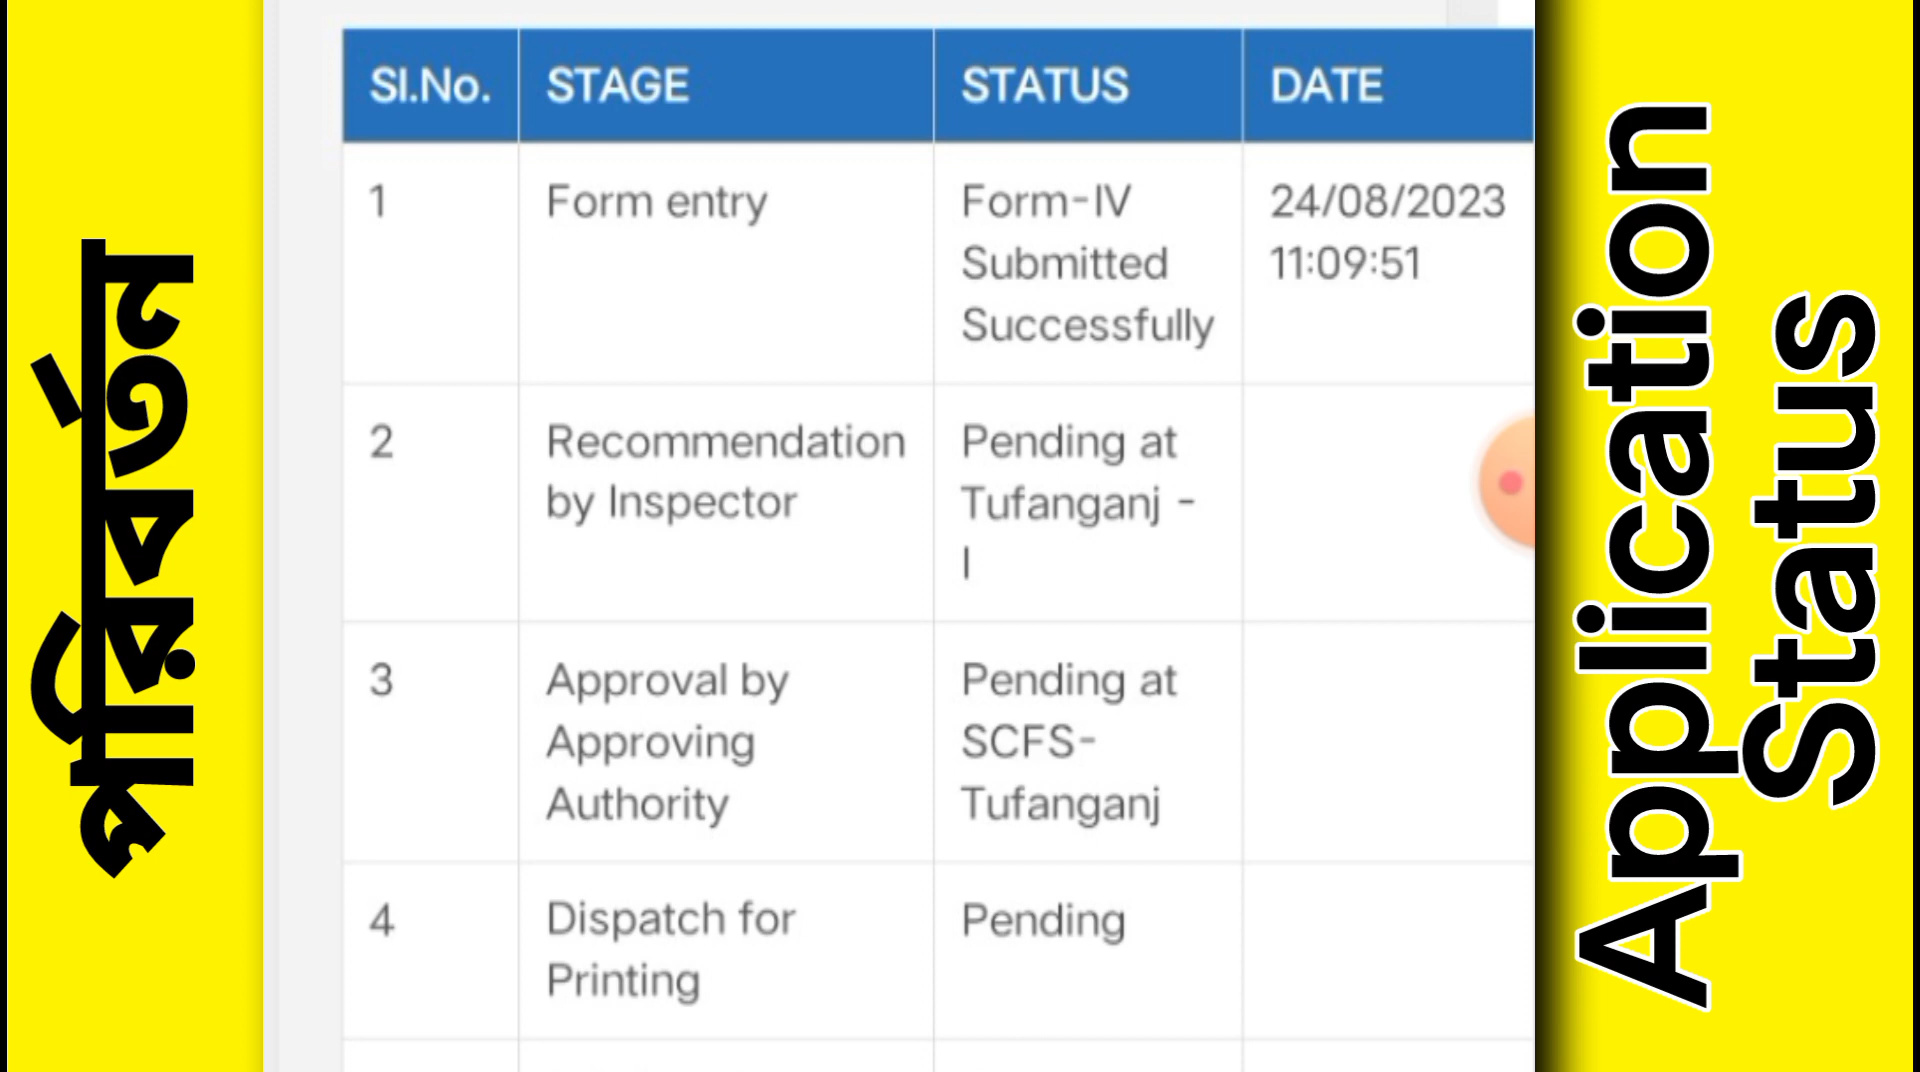 পরিবর্তন
Sl.No. STAGE STATUS DATE
1 Form entry Form-IV 24/08/2023
Submitted 11:09:51
Successfully
2 Recommendation Pending at
by Inspector Tufanganj -
I
3 Approval by Pending at
Approving SCFS-
Authority Tufanganj
4 Dispatch for Pending
Printing
Application
Status